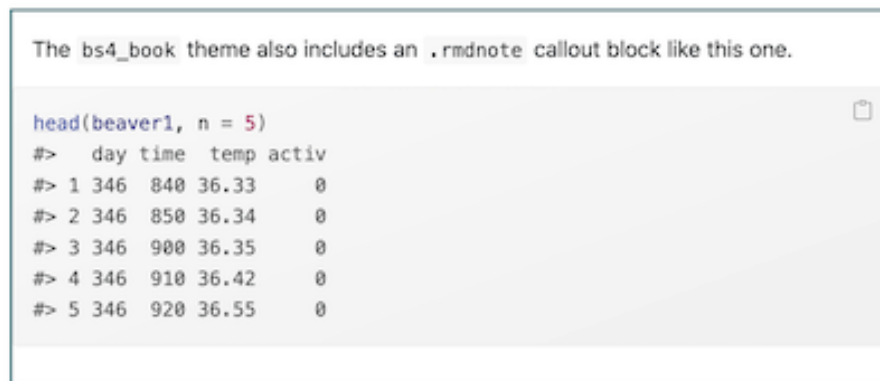 The bs4_book theme also includes an .rmdnote callout block like this one.
head(beaver1, n = 5)
#>   day time  temp activ
#> 1 346  840 36.33     0
#> 2 346  850 36.34     0
#> 3 346  900 36.35     0
#> 4 346  910 36.42     0
#> 5 346  920 36.55     0